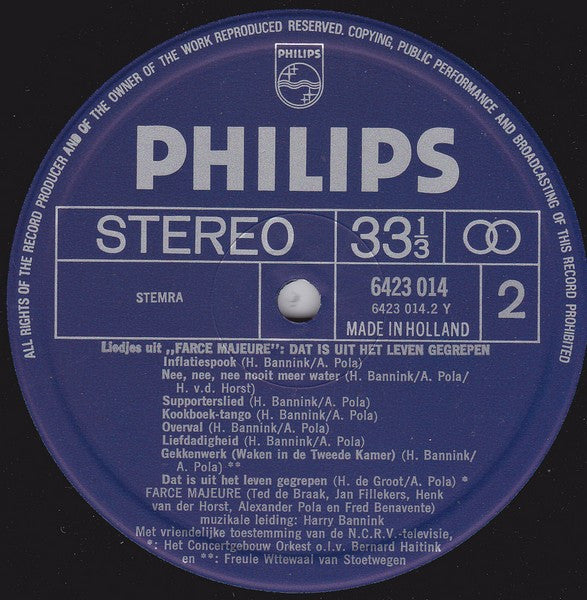 ALL RIGHTS OF THE RECORD PRODUCER AND OF THE OWNER OF THE WORK REPRODUCED RESERVED. COPYING, PUBLIC PERFORMANCE AND BROADCASTING OF THIS RECORD PROHIBITED
PHILIPS
PHILIPS
STEREO 33⅓
STEMRA
6423 014
6423 014.2 Y
MADE IN HOLLAND
2
Liedjes uit „FARCE MAJEURE”: DAT IS UIT HET LEVEN GEGREPEN
Inflatiespook (H. Bannink/A. Pola)
Nee, nee, nee nooit meer water (H. Bannink/A. Pola/
H. v.d. Horst)
Supporterslied (H. Bannink/A. Pola)
Kookboek-tango (H. Bannink/A. Pola)
Overval (H. Bannink/A. Pola)
Liefdadigheid (H. Bannink/A. Pola)
Gekkenwerk (Waken in de Tweede Kamer) (H. Bannink/
A. Pola) **
Dat is uit het leven gegrepen (H. de Groot/A. Pola) *
FARCE MAJEURE (Ted de Braak, Jan Fillekers, Henk
van der Horst, Alexander Pola en Fred Benavente)
muzikale leiding: Harry Bannink
Met vriendelijke toestemming van de N.C.R.V.-televisie,
*: Het Concertgebouw Orkest o.l.v. Bernard Haitink
en **: Freule Wttewaal van Stoetwegen